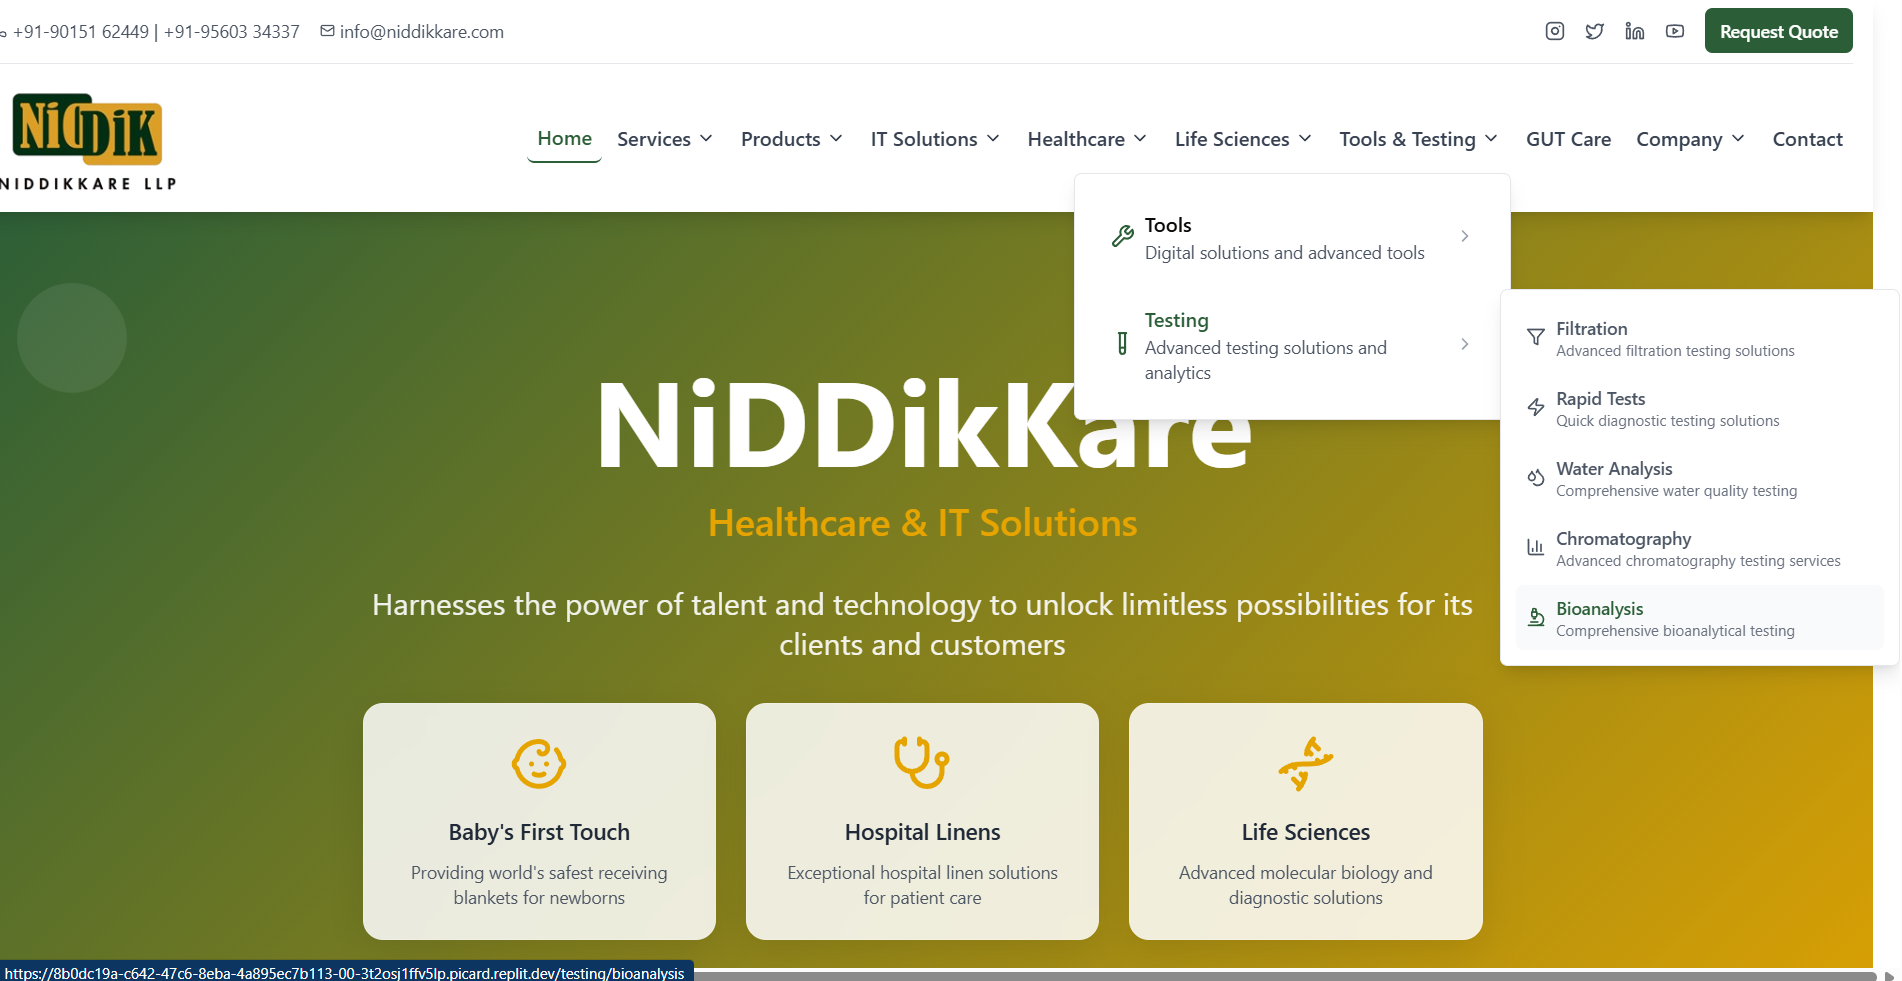 +91-90151 62449 | +91-95603 34337
info@niddikkare.com
Request Quote
NiDDiK
NIDDIKKARE LLP
Home
Services
Products
IT Solutions
Healthcare
Life Sciences
Tools & Testing
GUT Care
Company
Contact
Tools
Digital solutions and advanced tools
Testing
Advanced testing solutions and
analytics
Filtration
Advanced filtration testing solutions
Rapid Tests
Quick diagnostic testing solutions
Water Analysis
Comprehensive water quality testing
Chromatography
Advanced chromatography testing services
Bioanalysis
Comprehensive bioanalytical testing
NiDDikKare
Healthcare & IT Solutions
Harnesses the power of talent and technology to unlock limitless possibilities for its
clients and customers
Baby's First Touch
Providing world's safest receiving
blankets for newborns
Hospital Linens
Exceptional hospital linen solutions
for patient care
Life Sciences
Advanced molecular biology and
diagnostic solutions
https://8b0dc19a-c642-47c6-8eba-4a895ec7b113-00-3t2osj1ffv5lp.picard.replit.dev/testing/bioanalysis